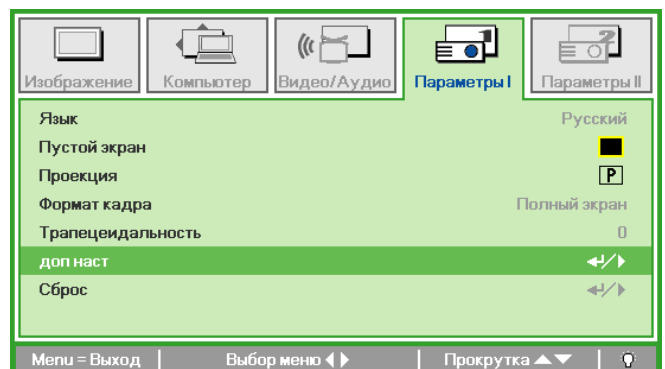 Изображение Компьютер Видео/Аудио Параметры I Параметры II
Язык Русский
Пустой экран
Проекция P
Формат кадра Полный экран
Трапецеидальность 0
доп наст
Сброс
Menu = Выход Выбор меню Прокрутка